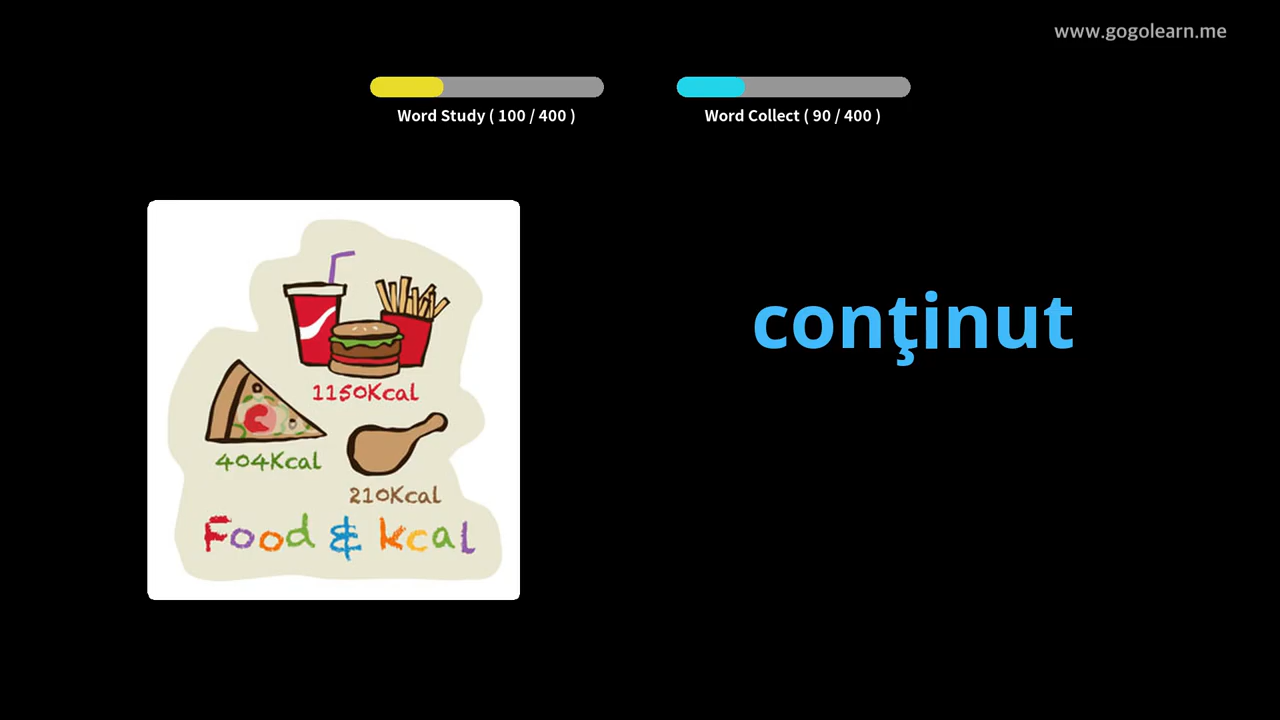 www.gogolearn.me
Word Study ( 100 / 400 )
Word Collect ( 90 / 400 )
conţinut
1150Kcal
404Kcal
210Kcal
Food & kcal